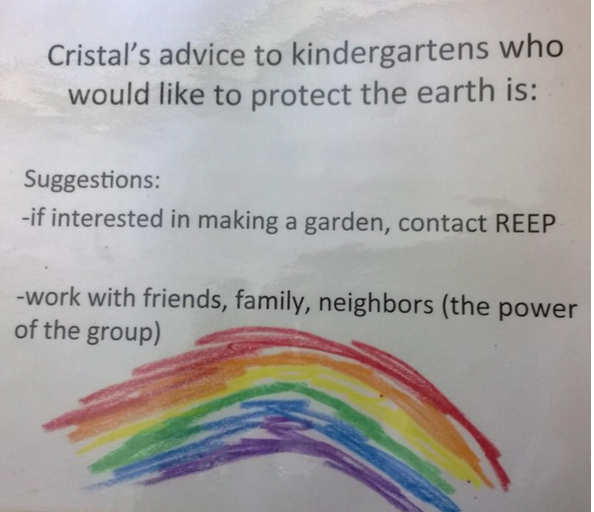 Cristal's advice to kindergartens who
would like to protect the earth is:
Suggestions:
-if interested in making a garden, contact REEP
-work with friends, family, neighbors (the power
of the group)